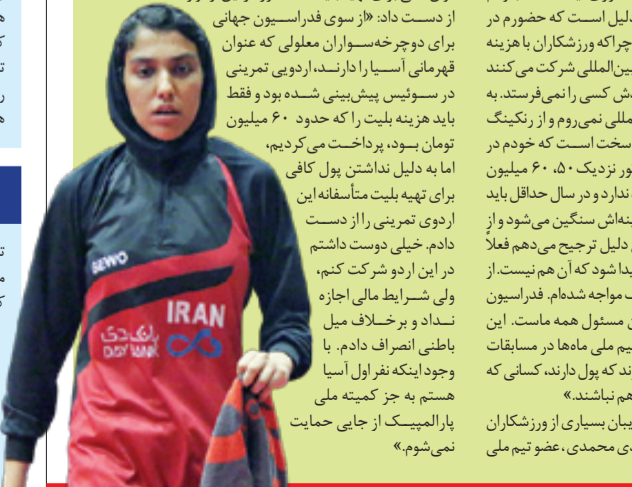 از دست داد: «از سوی فدراسیون جهانی
برای دوچرخه‌سواران معلولی که عنوان
قهرمانی آسیا را دارند، اردویی تمرینی
در سوئیس پیش‌بینی شده بود و فقط
باید هزینه بلیت را که حدود ۶۰ میلیون
تومان بود، پرداخت می‌کردیم،
اما به دلیل نداشتن پول کافی
برای تهیه بلیت متأسفانه این
اردوی تمرینی را از دست
دادم. خیلی دوست داشتم
در این اردو شرکت کنم،
ولی شرایط مالی اجازه
نداد و برخلاف میل
باطنی انصراف دادم. با
وجود اینکه نفر اول آسیا
هستم به جز کمیته ملی
پارالمپیک از جایی حمایت
نمی‌شوم.»
دلیل است که حضورم در
چراکه ورزشکاران با هزینه
بین‌المللی شرکت می‌کنند
کسی را نمی‌فرستد. به
نمی‌روم و از رنکینگ
سخت است که خودم در
نزدیک ۵۰، ۶۰ میلیون
ندارد و در سال حداقل باید
سنگین می‌شود و از
دلیل ترجیح می‌دهم فعلاً
شود که آن هم نیست. از
مواجه شده‌ام. فدراسیون
مسئول همه ماست. این
تیم ملی ماه‌ها در مسابقات
که پول دارند، کسانی که
هم نباشند.»
بسیاری از ورزشکاران
محمدی، عضو تیم ملی
GEWO
IRAN
بانک دی
DAY BANK